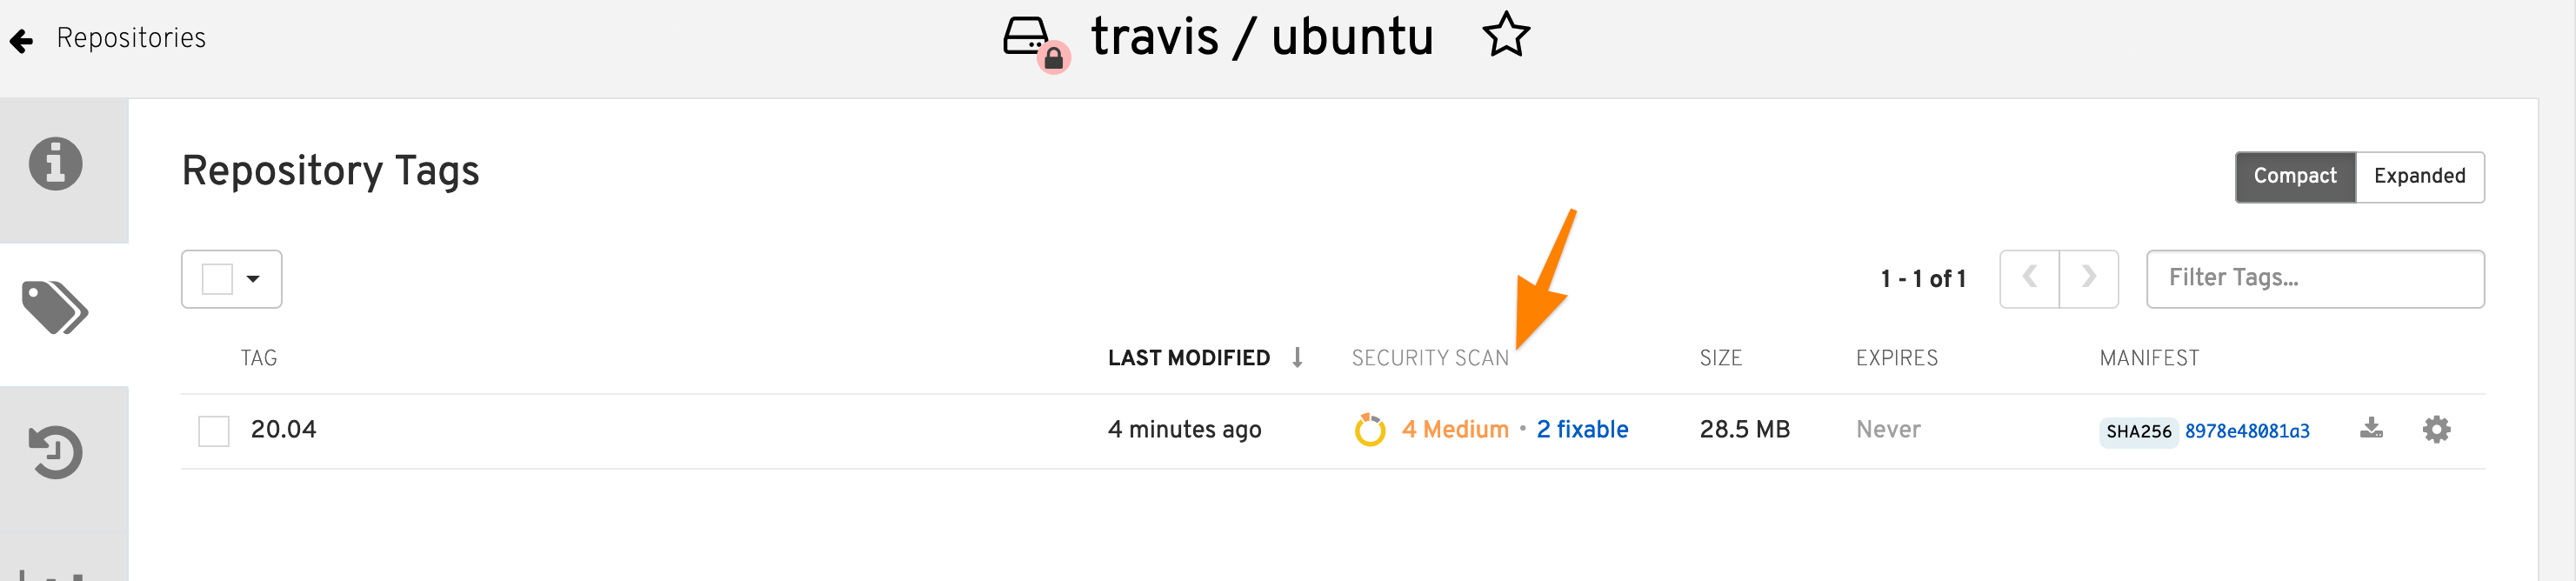 Repositories
travis / ubuntu
Repository Tags
Compact Expanded
1 - 1 of 1
Filter Tags...
TAG LAST MODIFIED SECURITY SCAN SIZE EXPIRES MANIFEST
20.04 4 minutes ago 4 Medium • 2 fixable 28.5 MB Never SHA256 8978e48081a3